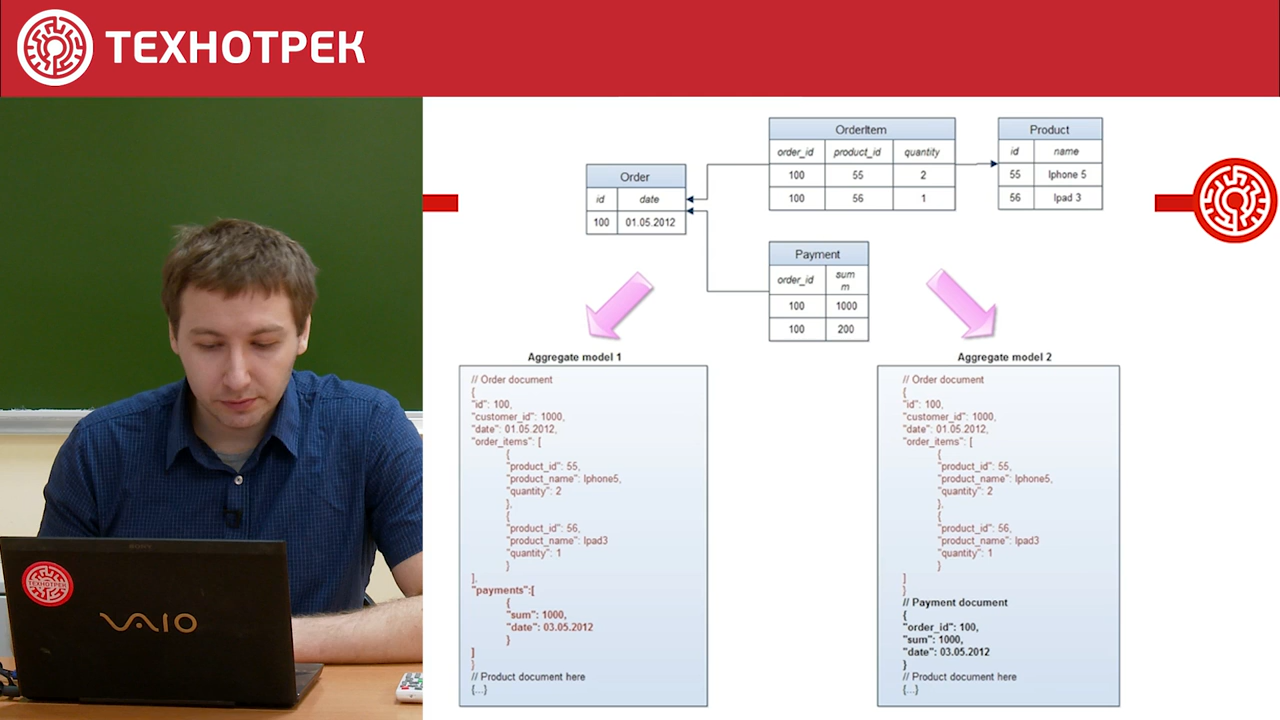 ТЕХНОТРЕК
OrderItem
order_id product_id quantity
100 55 2
100 56 1
Product
id name
55 Iphone 5
56 Ipad 3
Order
id date
100 01.05.2012
Payment
order_id sum
m
100 1000
100 200
Aggregate model 1
// Order document
{
"id": 100,
"customer_id": 1000,
"date": 01.05.2012,
"order_items": [
{
"product_id": 55,
"product_name": Iphone5,
"quantity": 2
},
{
"product_id": 56,
"product_name": Ipad3
"quantity": 1
}
],
"payments":[
{
"sum": 1000,
"date": 03.05.2012
}
]
}
// Product document here
{...}
Aggregate model 2
// Order document
{
"id": 100,
"customer_id": 1000,
"date": 01.05.2012,
"order_items": [
{
"product_id": 55,
"product_name": Iphone5,
"quantity": 2
},
{
"product_id": 56,
"product_name": Ipad3
"quantity": 1
}
]
}
// Payment document
{
"order_id": 100,
"sum": 1000,
"date": 03.05.2012
}
// Product document here
{...}
SONY
ТЕХНОТРЕК
VAIO